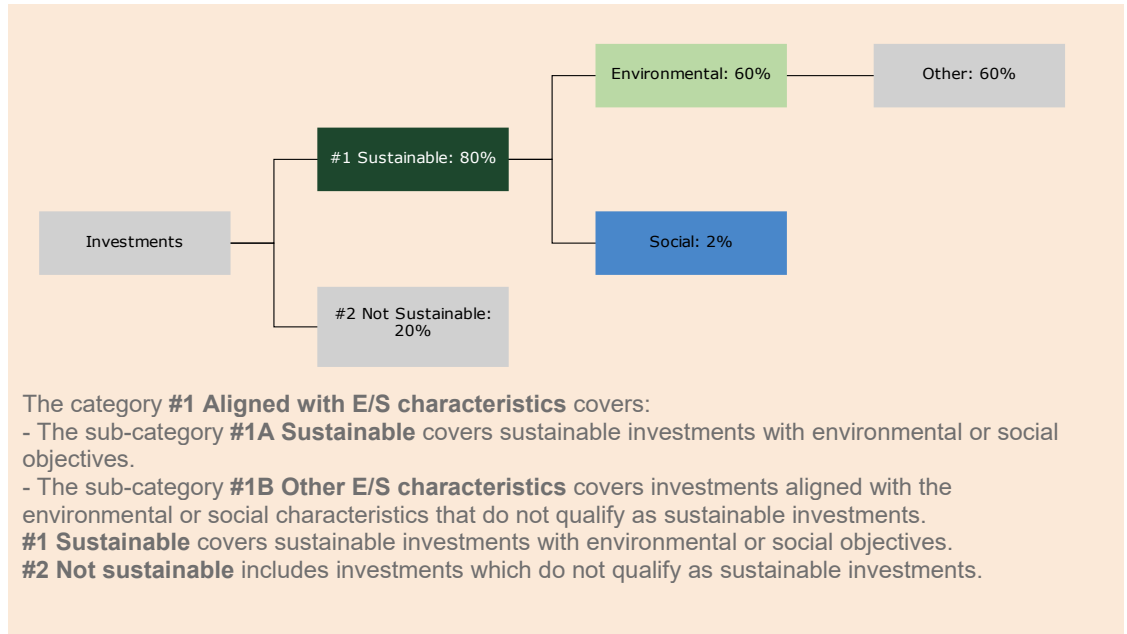 Environmental: 60%
Other: 60%
#1 Sustainable: 80%
Investments
Social: 2%
#2 Not Sustainable:
20%
The category #1 Aligned with E/S characteristics covers:
- The sub-category #1A Sustainable covers sustainable investments with environmental or social
objectives.
- The sub-category #1B Other E/S characteristics covers investments aligned with the
environmental or social characteristics that do not qualify as sustainable investments.
#1 Sustainable covers sustainable investments with environmental or social objectives.
#2 Not sustainable includes investments which do not qualify as sustainable investments.